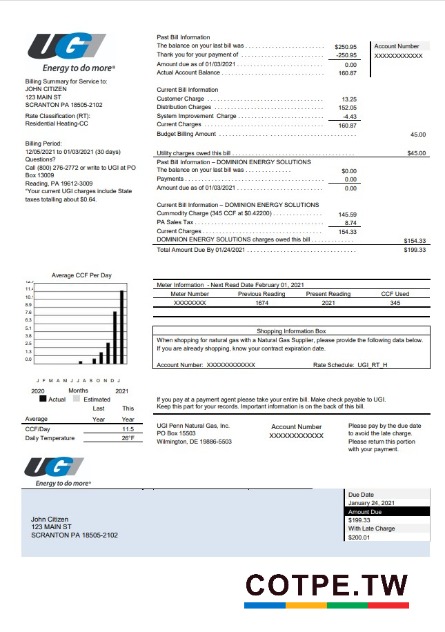 UGI
Energy to do more®
Billing Summary for Service to:
JOHN CITIZEN
123 MAIN ST
SCRANTON PA 18505-2102
Rate Classification (RT):
Residential Heating-CC
Billing Period:
12/05/2021 to 01/03/2021 (30 days)
Questions?
Call (800) 276-2772 or write to UGI at PO
Box 13009
Reading, PA 19612-3009
*Your current UGI charges include State
taxes totalling about $0.64.
Past Bill Information
The balance on your last bill was $250.95
Thank you for your payment of -250.95
Amount due as of 01/03/2021 0.00
Actual Account Balance 160.87
Account Number
XXXXXXXXXXXX
Current Bill Information
Customer Charge 13.25
Distribution Charges 152.05
System Improvement Charge -4.43
Current Charges 160.87
Budget Billing Amount 45.00
Utility charges owed this bill $45.00
Past Bill Information – DOMINION ENERGY SOLUTIONS
The balance on your last bill was $0.00
Payments 0.00
Amount due as of 01/03/2021 0.00
Current Bill Information – DOMINION ENERGY SOLUTIONS
Commodity Charge (345 CCF at $0.42200) 145.59
PA Sales Tax 8.74
Current Charges 154.33
DOMINION ENERGY SOLUTIONS charges owed this bill $154.33
Total Amount Due By 01/24/2021 $199.33
Average CCF Per Day
7.6
6.3
5.1
3.8
2.5
1.3
0.0
J F M A M J J A S O N D J
2020 Months 2021
Actual Estimated
Last This
Average Year Year
CCF/Day 11.5
Daily Temperature 26°F
Meter Information - Next Read Date February 01, 2021
Meter Number Previous Reading Present Reading CCF Used
XXXXXXXX 1674 2021 345
Shopping Information Box
When shopping for natural gas with a Natural Gas Supplier, please provide the following data below.
If you are already shopping, know your contract expiration date.
Account Number: XXXXXXXXXXXX Rate Schedule: UGI_RT_H
If you pay at a payment agent please take your entire bill. Make check payable to UGI.
Keep this part for your records. Important information is on the back of this bill.
UGI Penn Natural Gas, Inc.
PO Box 15503
Wilmington, DE 19886-5503
Account Number
XXXXXXXXXXXX
Please pay by the due date
to avoid the late charge.
Please return this portion
with your payment.
UGI
Energy to do more®
Due Date
January 24, 2021
Amount Due
$199.33
With Late Charge
$200.01
John Citizen
123 MAIN ST
SCRANTON PA 18505-2102
COTPE.TW